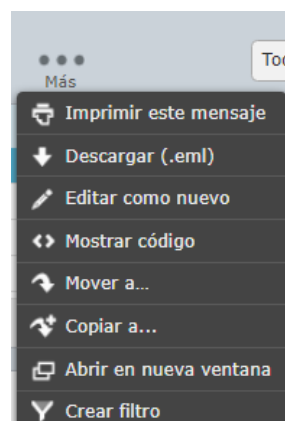 Más
Imprimir este mensaje
Descargar (.eml)
Editar como nuevo
Mostrar código
Mover a...
Copiar a...
Abrir en nueva ventana
Crear filtro